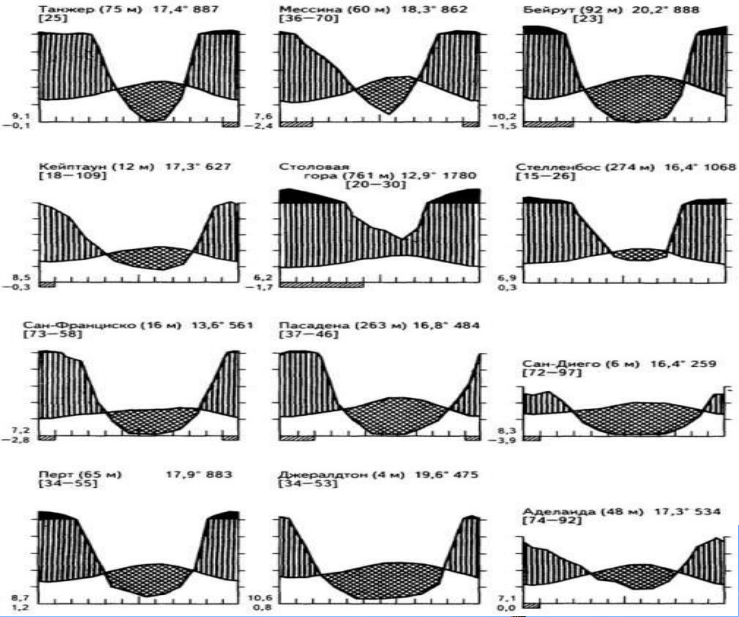 Танжер (75 м) 17,4° 887
[25]
9,1
−0,1
Мессина (60 м) 18,3° 862
[36−70]
7,6
−2,4
Бейрут (92 м) 20,2° 888
[23]
10,2
−1,5
Кейптаун (12 м) 17,3° 627
[18−109]
8,5
−0,3
Столовая
гора (761 м) 12,9° 1780
[20−30]
6,2
−1,7
Стелленбос (274 м) 16,4° 1068
[15−26]
6,9
0,3
Сан-Франциско (16 м) 13,6° 561
[73−58]
7,2
−2,8
Пасадена (263 м) 16,8° 484
[37−46]
Сан-Диего (6 м) 16,4° 259
[72−97]
8,3
−3,9
Перт (65 м) 17,9° 883
[34−55]
8,7
1,2
Джералдтон (4 м) 19,6° 475
[34−53]
10,6
0,8
Аделаида (48 м) 17,3° 534
[74−92]
7,1
0,0